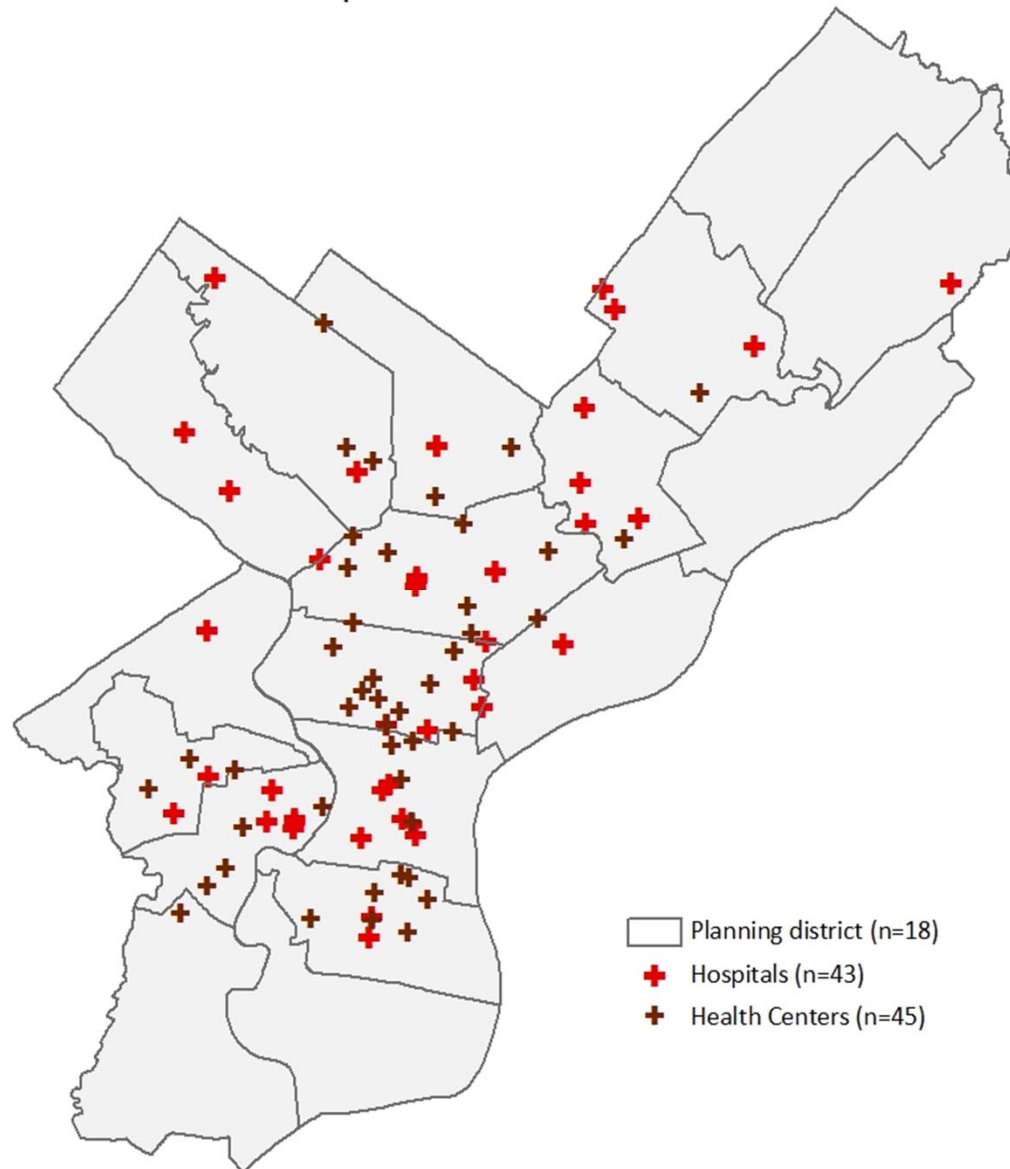 Planning district (n=18)
Hospitals (n=43)
Health Centers (n=45)